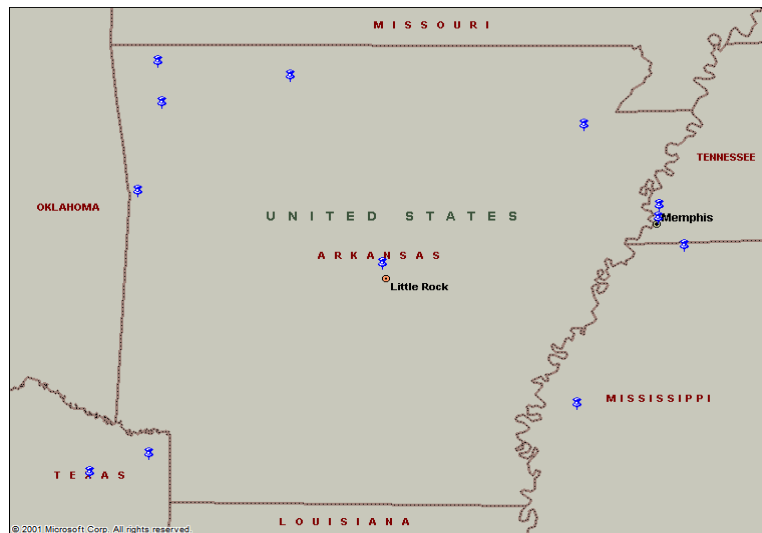 MISSOURI
TENNESSEE
OKLAHOMA
UNITED STATES
Memphis
ARKANSAS
Little Rock
MISSISSIPPI
TEXAS
LOUISIANA
© 2001 Microsoft Corp. All rights reserved.